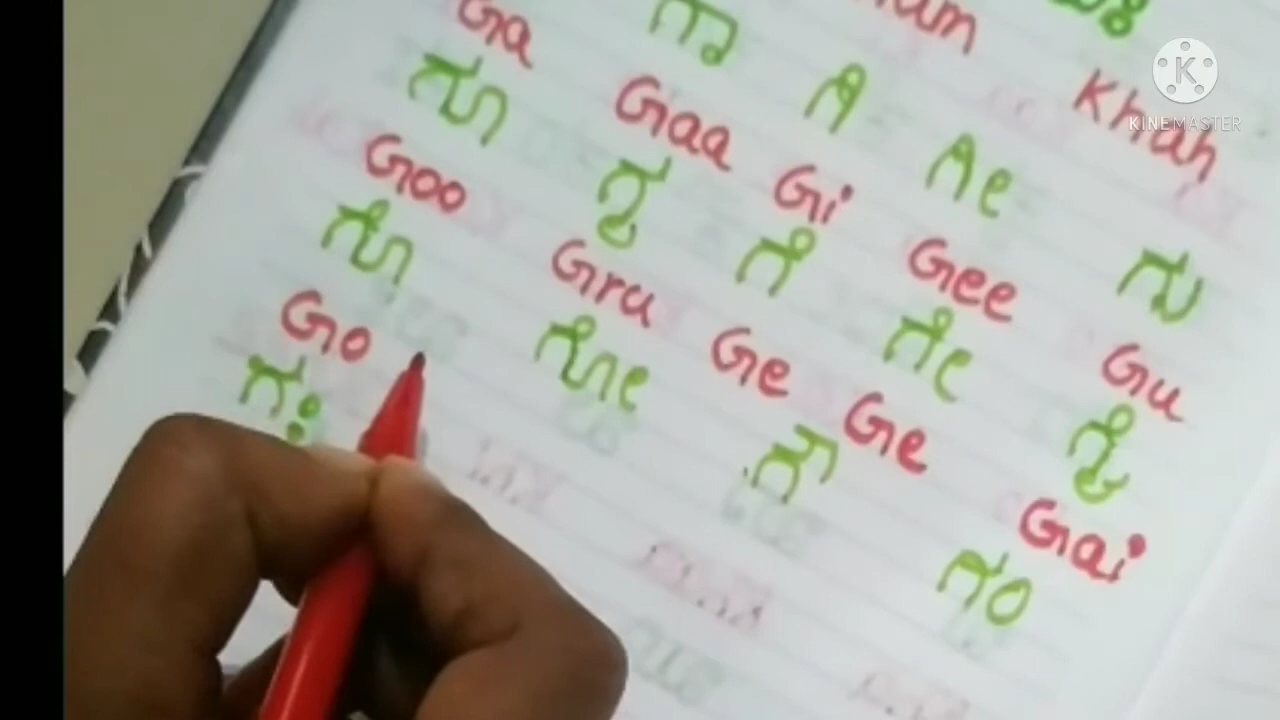 Khah
ಗಾ ಗಿ ಗೀ ಗು
Ga Gaa Gi Gee Gu
ಗೂ ಗೃ ಗೆ ಗೇ ಗೈ
Goo Gru Ge Ge Gai
ಗೊ ಗೋ ಗೌ ಗಂ
Go
ಗಃ
KINEMASTER